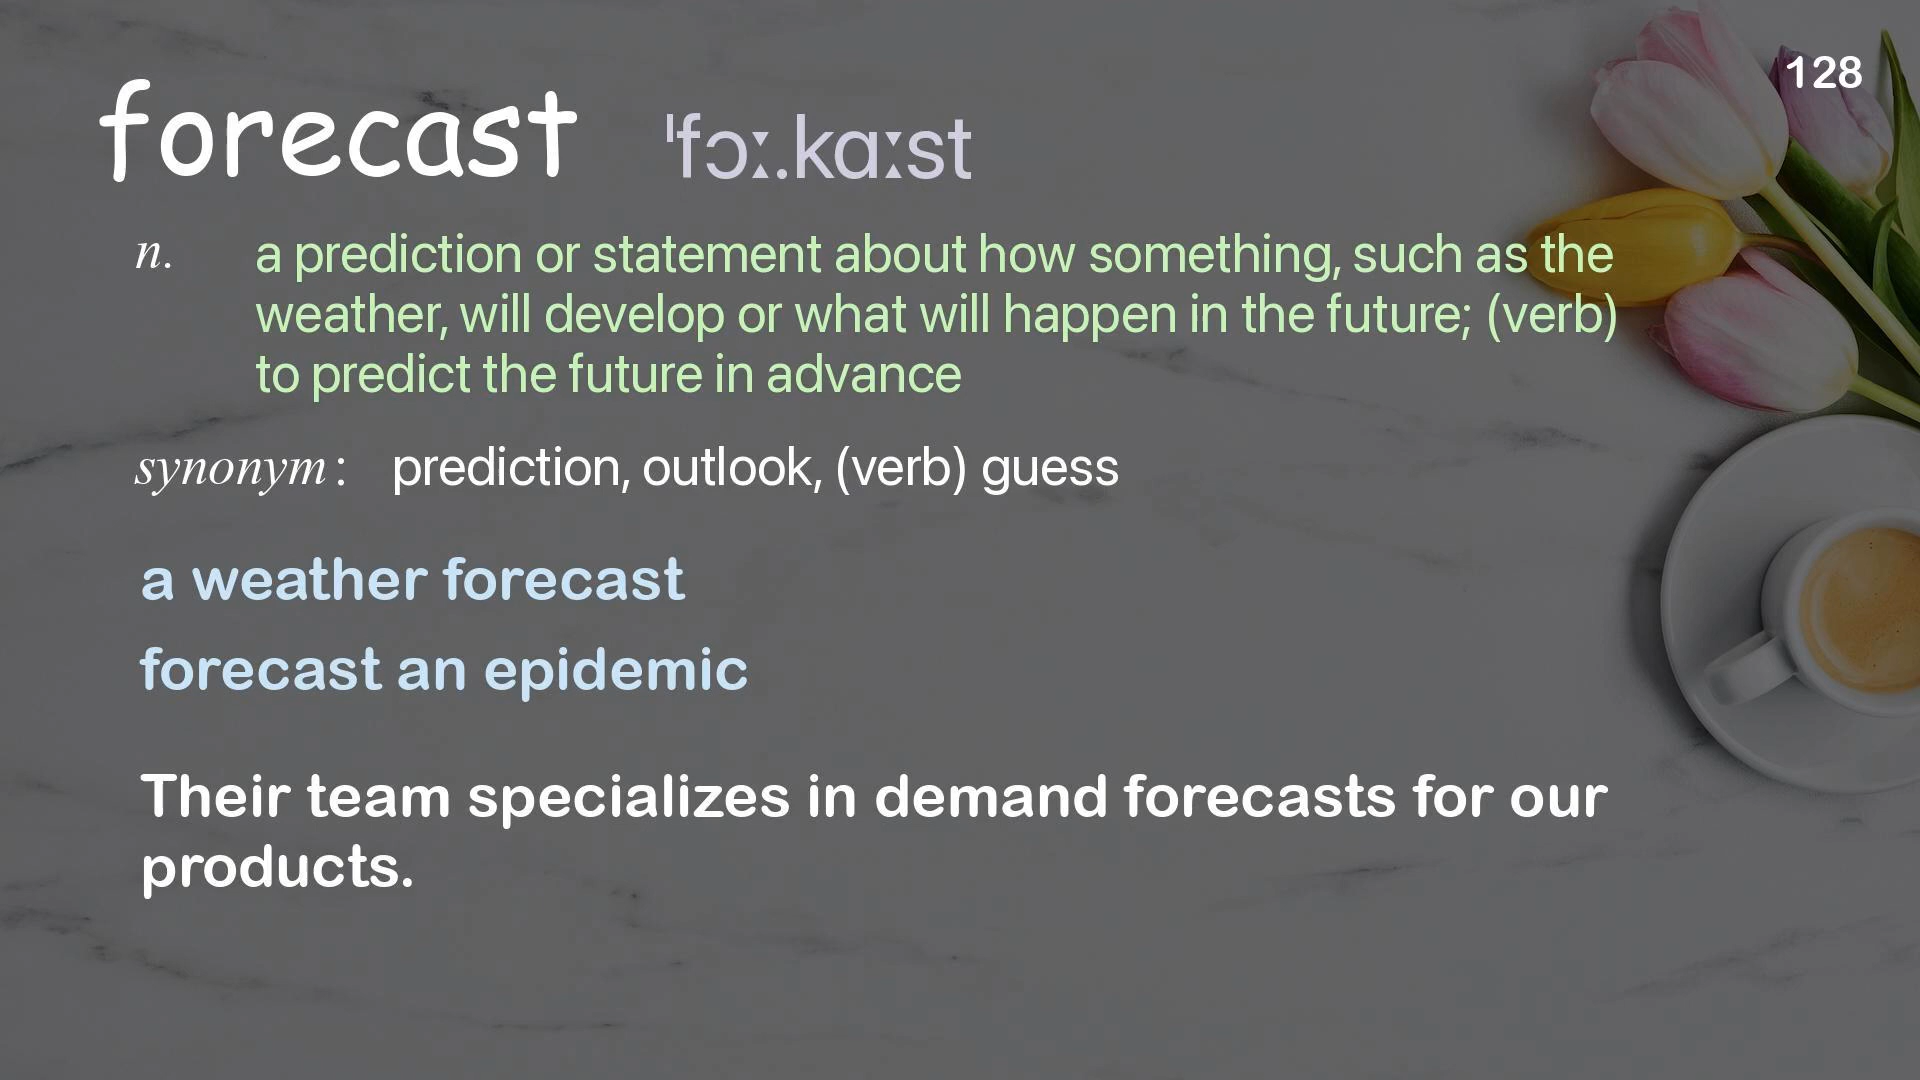 128
forecast ˈfɔː.kɑːst
n. a prediction or statement about how something, such as the
weather, will develop or what will happen in the future; (verb)
to predict the future in advance
synonym: prediction, outlook, (verb) guess
a weather forecast
forecast an epidemic
Their team specializes in demand forecasts for our
products.